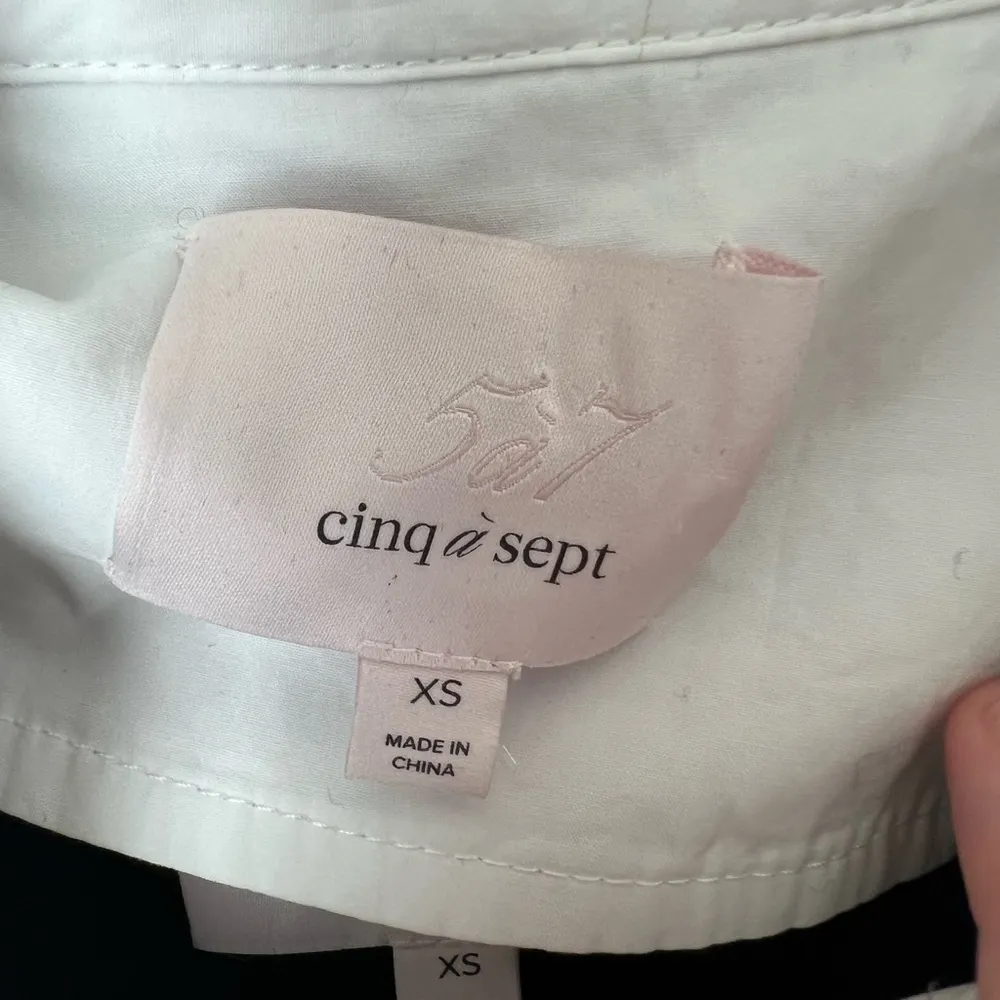 5à7
cinq à sept
XS
MADE IN
CHINA
XS